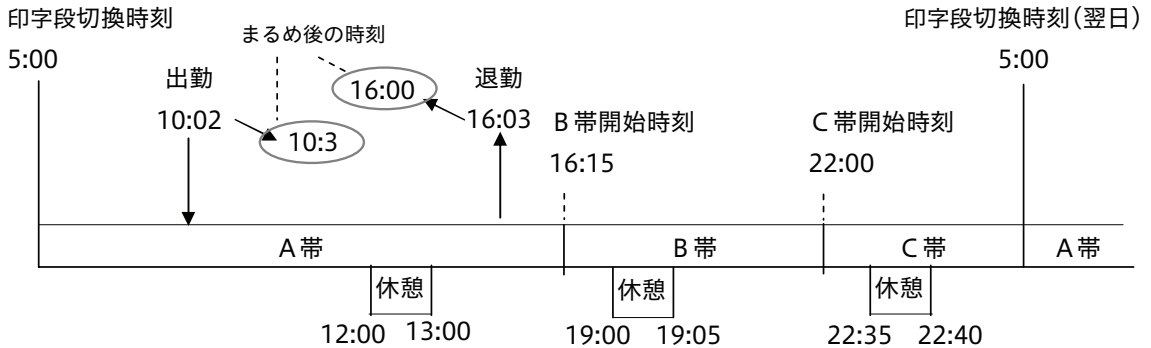 印字段切換時刻
5:00
まるめ後の時刻
出勤
10:02
10:3
16:00
退勤
16:03
B帯開始時刻
16:15
C帯開始時刻
22:00
印字段切換時刻(翌日)
5:00
A帯
B帯
C帯
A帯
休憩
12:00
13:00
休憩
19:00
19:05
休憩
22:35
22:40